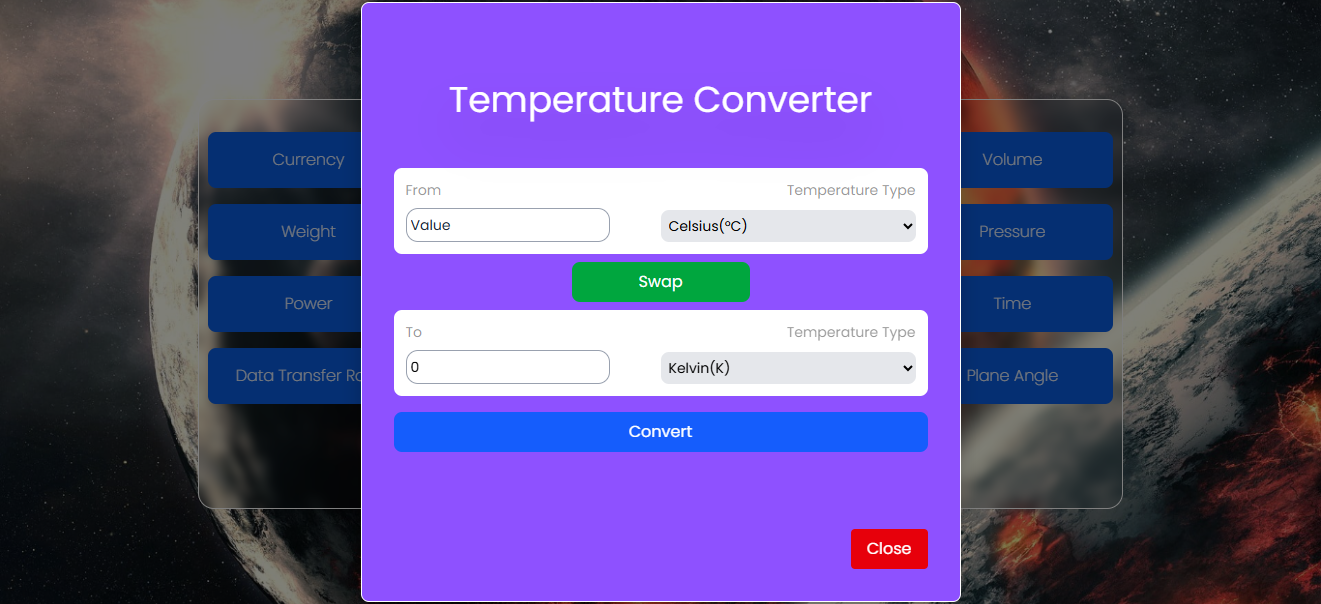 Temperature Converter
Currency
Volume
From
Temperature Type
Value
Celsius(°C)
Weight
Pressure
Swap
Power
Time
To
Temperature Type
0
Kelvin(K)
Data Transfer
Plane Angle
Convert
Close